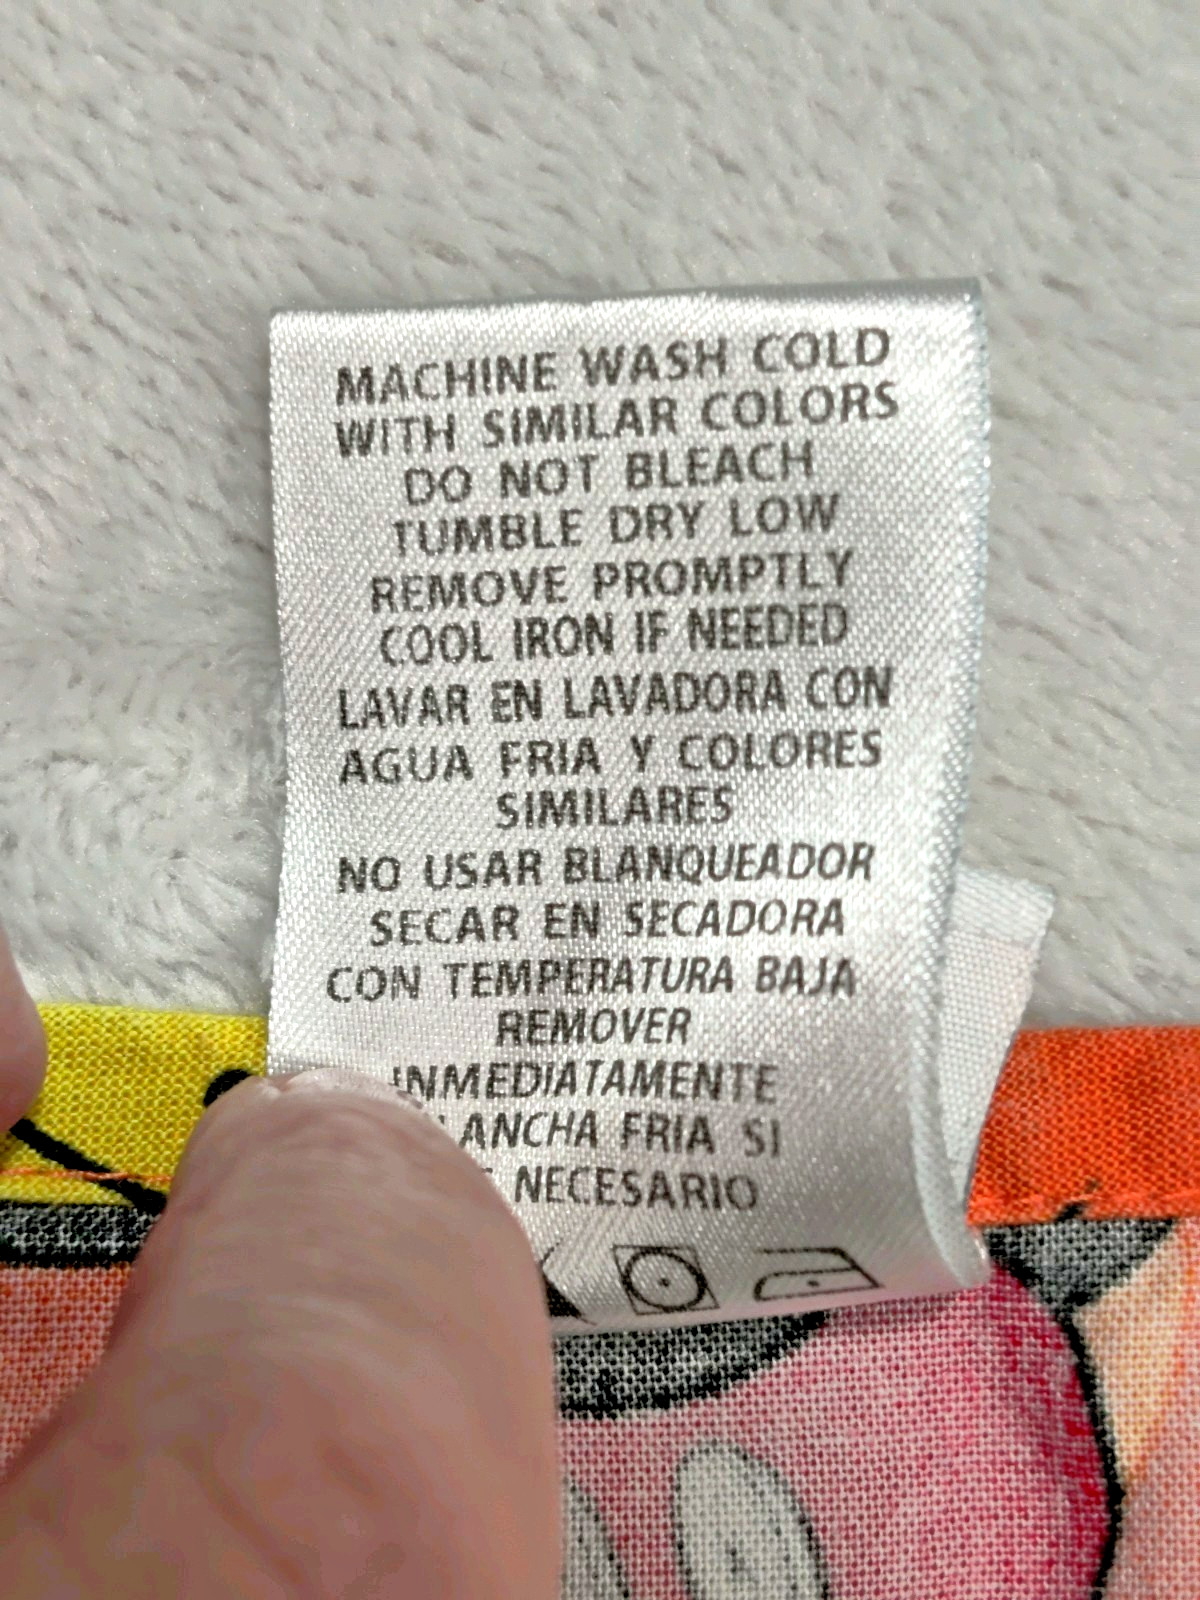 MACHINE WASH COLD
WITH SIMILAR COLORS
DO NOT BLEACH
TUMBLE DRY LOW
REMOVE PROMPTLY
COOL IRON IF NEEDED
LAVAR EN LAVADORA CON
AGUA FRIA Y COLORES
SIMILARES
NO USAR BLANQUEADOR
SECAR EN SECADORA
CON TEMPERATURA BAJA
REMOVER
INMEDIATAMENTE
LANCHA FRIA SI
NECESARIO